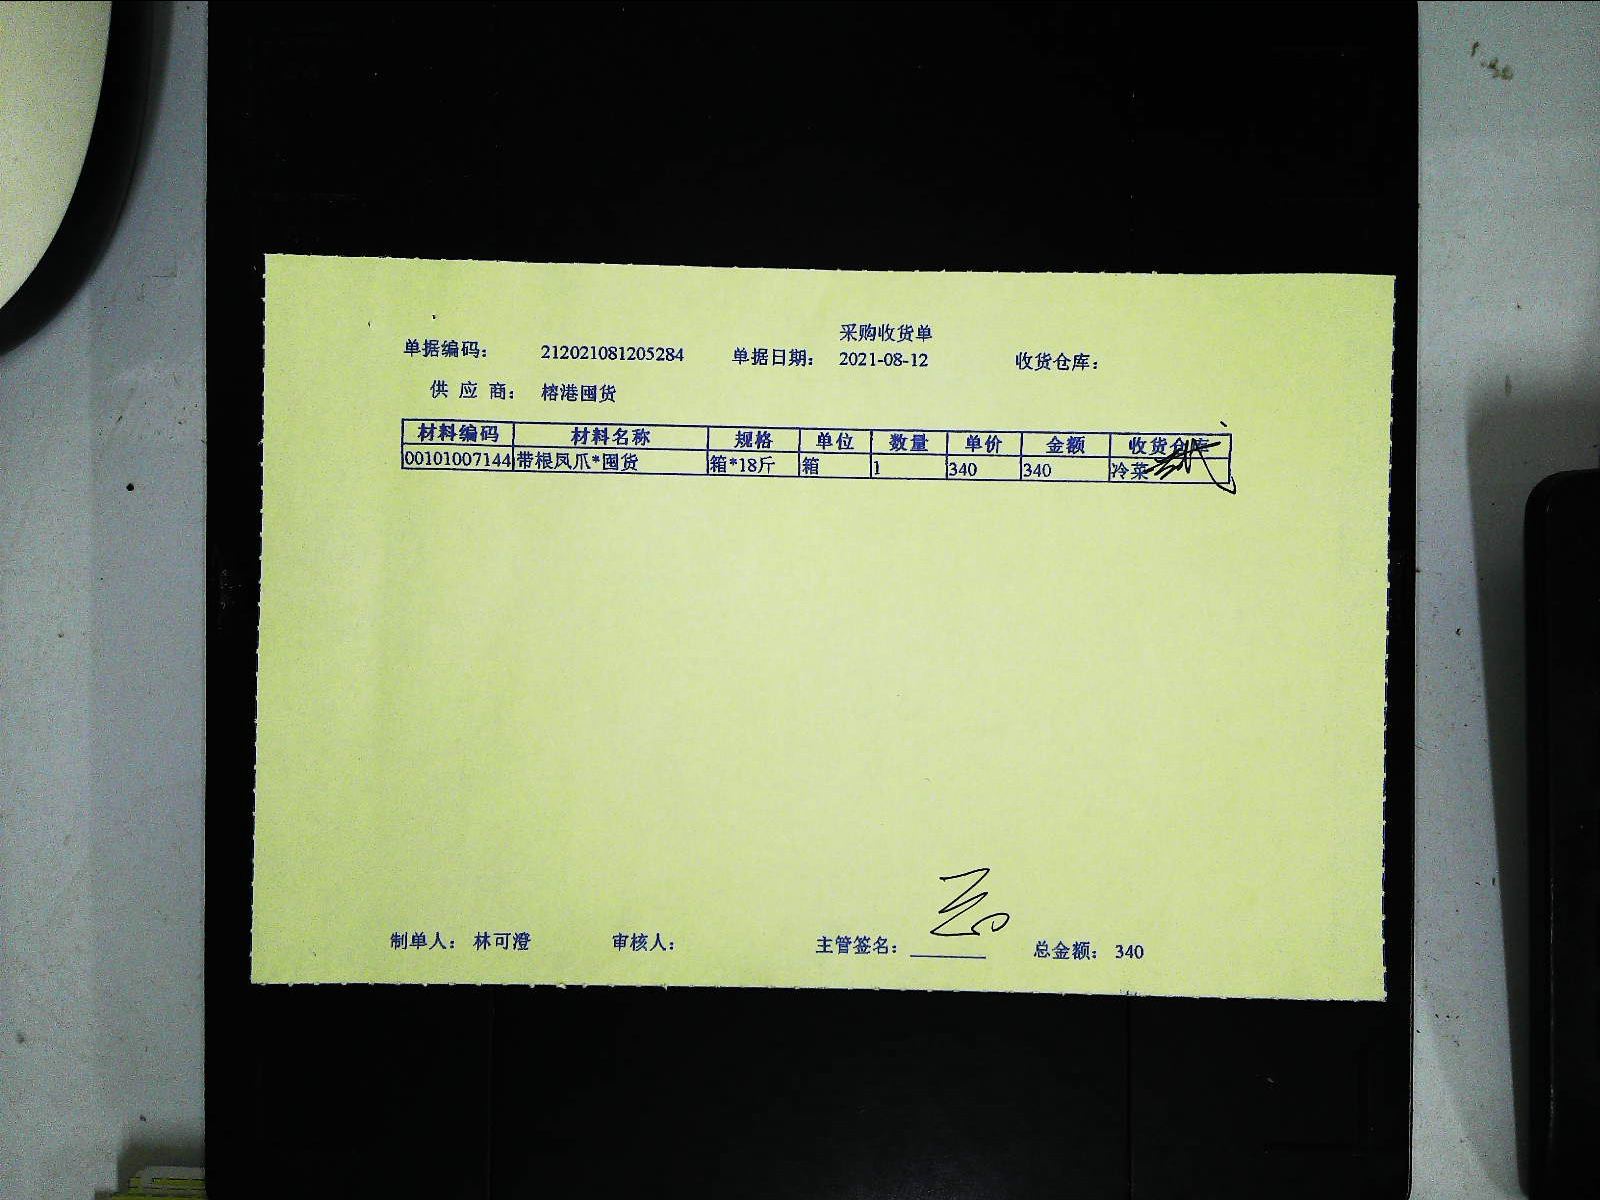 采购收货单
单据编码： 212021081205284 单据日期： 2021-08-12 收货仓库：
供 应 商： 榕港囤货
材料编码 材料名称 规格 单位 数量 单价 金额 收货仓库
00101007144 带根凤爪*囤货 箱*18斤 箱 1 340 340 冷菜
制单人： 林可澄 审核人： 主管签名： 总金额： 340